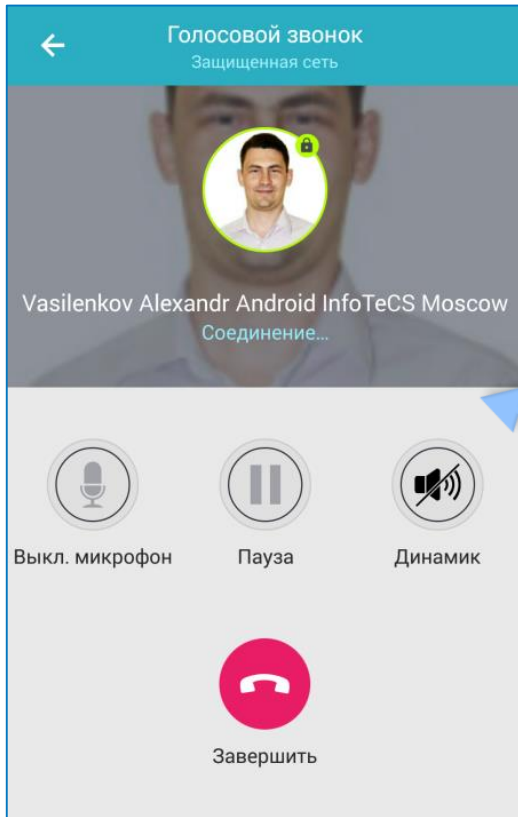 Голосовой звонок
Защищенная сеть
Vasilenkov Alexandr Android InfoTeCS Moscow
Соединение...
Выкл. микрофон
Пауза
Динамик
Завершить